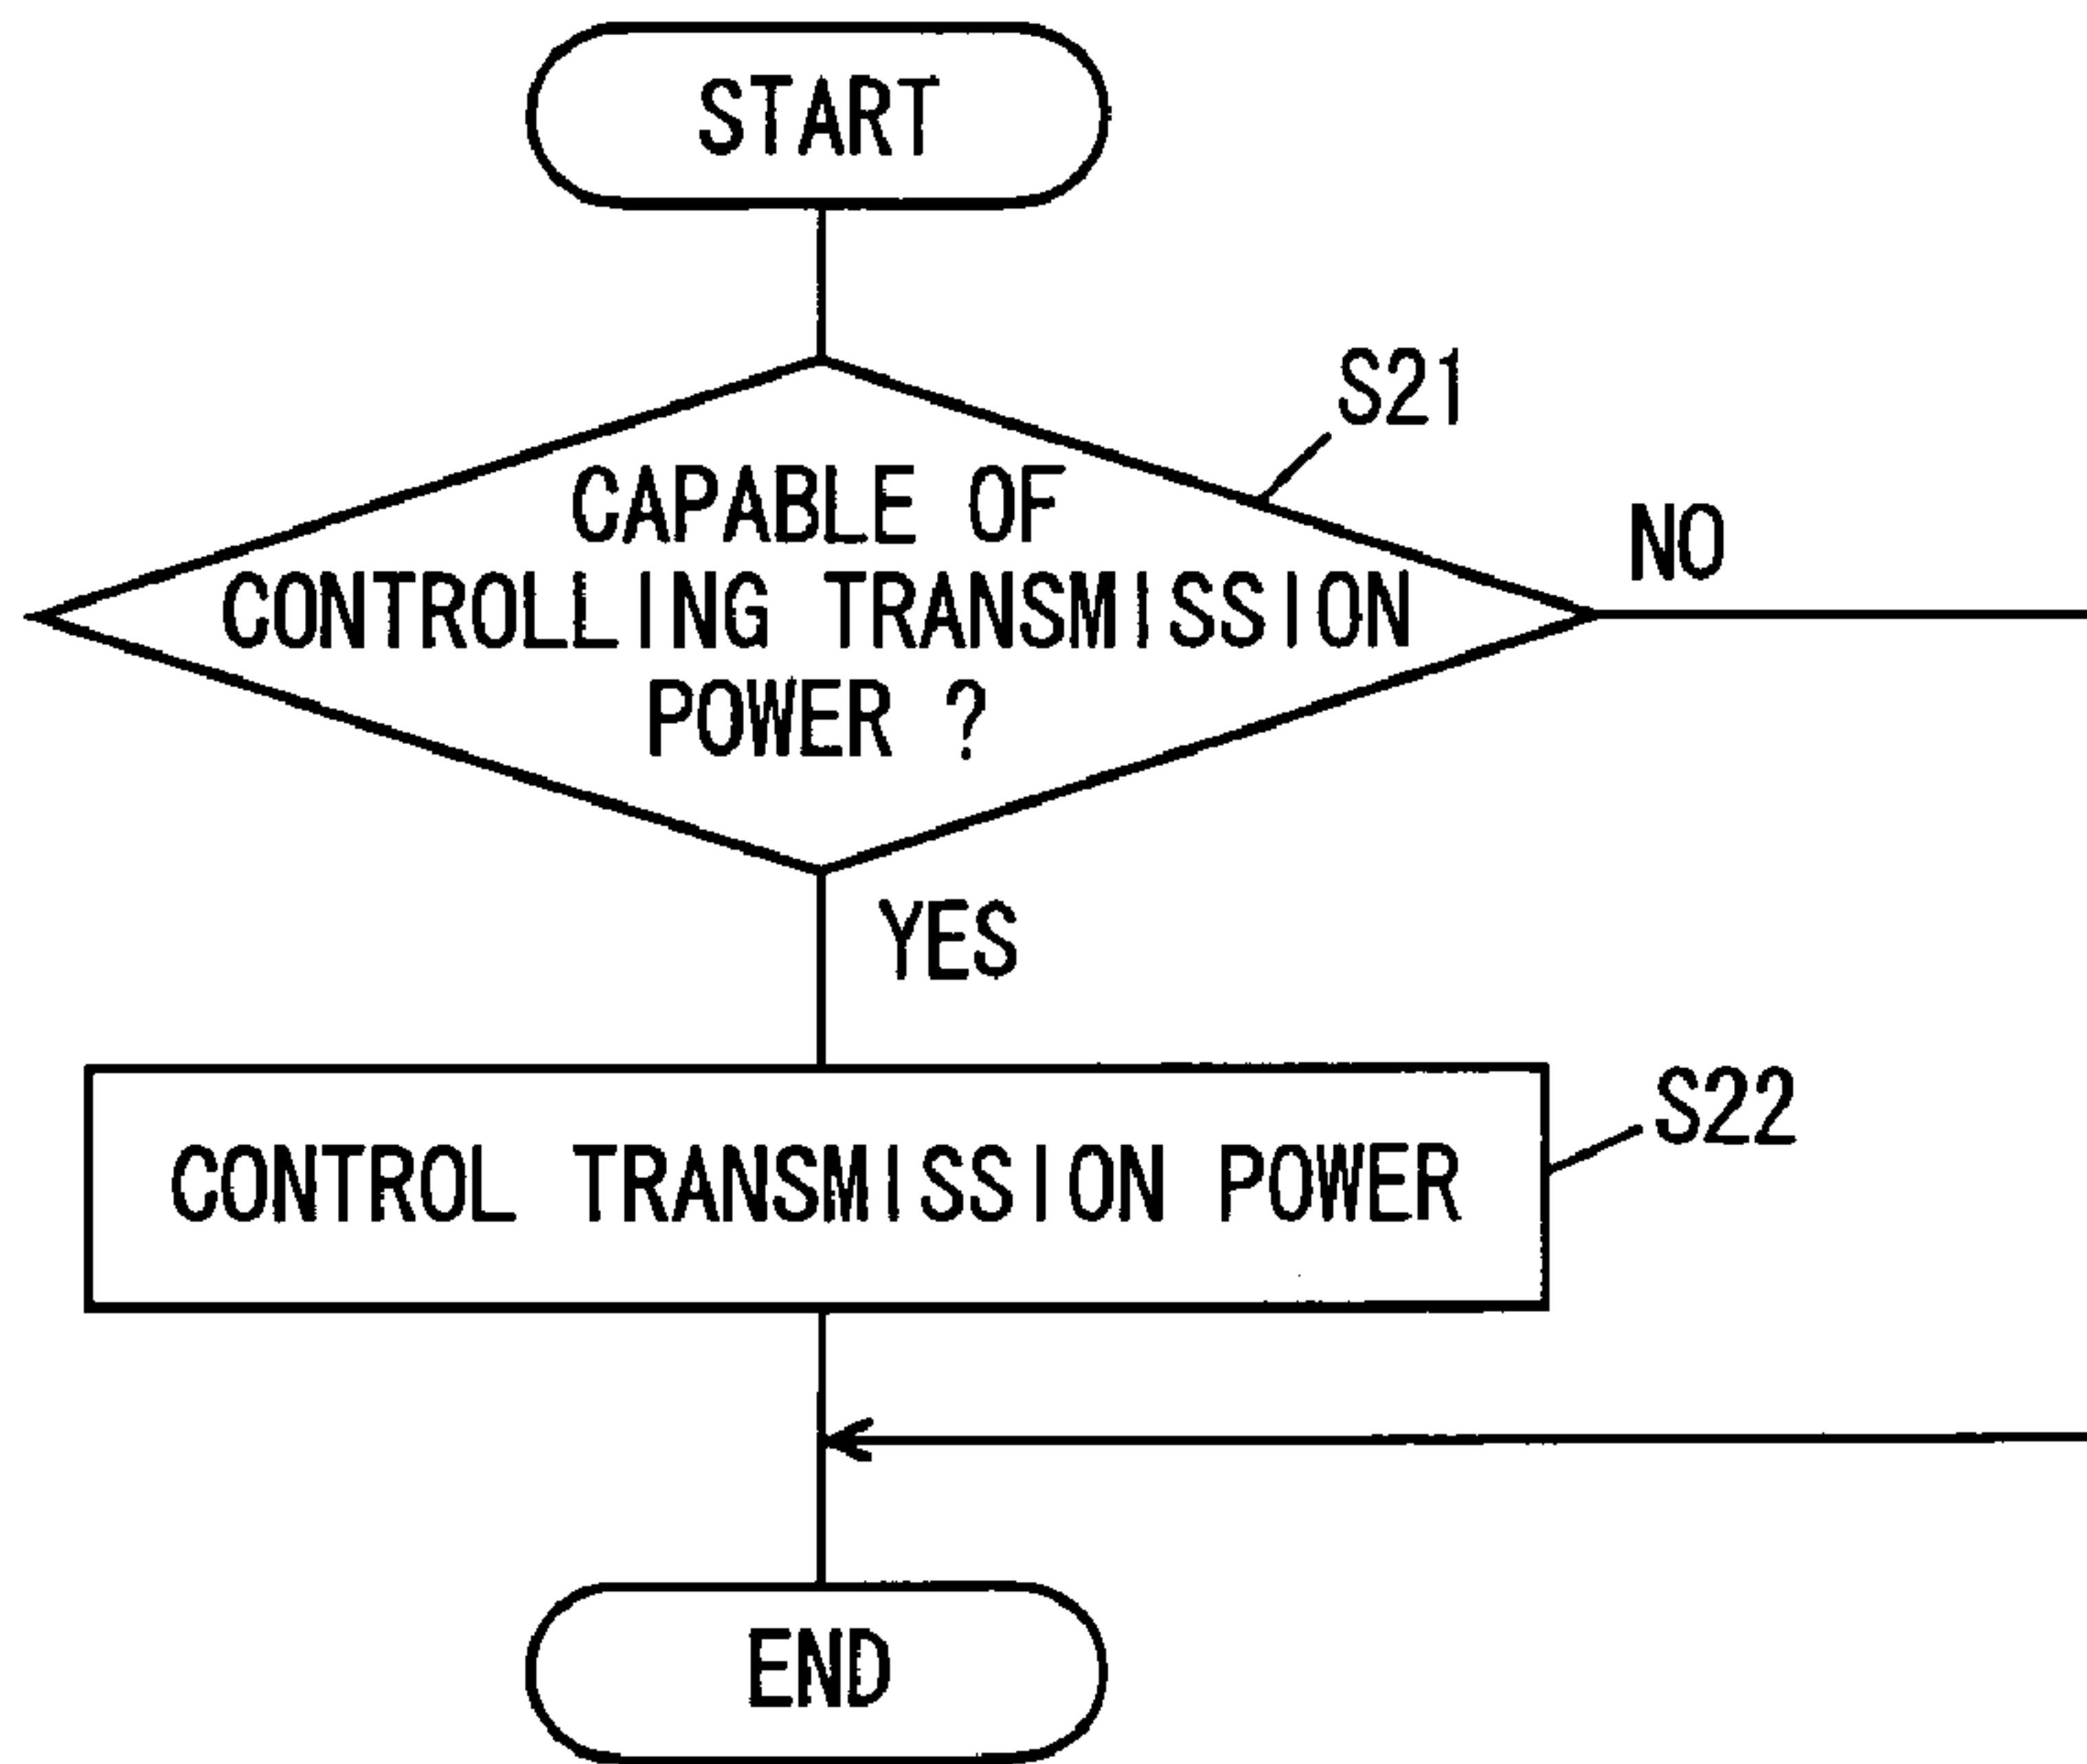 START
S21
CAPABLE OF
CONTROLLING TRANSMISSION
POWER ?
NO
YES
S22
CONTROL TRANSMISSION POWER
END